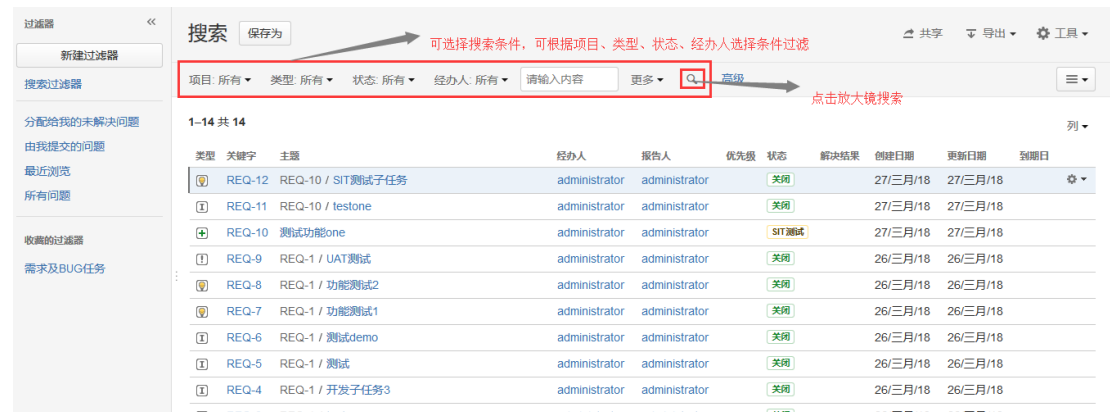 过滤器 «
新建过滤器
搜索过滤器
分配给我的未解决问题
由我提交的问题
最近浏览
所有问题
收藏的过滤器
需求及BUG任务
搜索 保存为
可选择搜索条件，可根据项目、类型、状态、经办人选择条件过滤
共享 导出 工具
项目: 所有 类型: 所有 状态: 所有 经办人: 所有 请输入内容 更多 高级
点击放大镜搜索
1–14 共 14
列
类型 关键字 主题 经办人 报告人 优先级 状态 解决结果 创建日期 更新日期 到期日
REQ-12 REQ-10 / SIT测试子任务 administrator administrator 关闭 27/三月/18 27/三月/18
REQ-11 REQ-10 / testone administrator administrator 关闭 27/三月/18 27/三月/18
REQ-10 测试功能one administrator administrator SIT测试 27/三月/18 27/三月/18
REQ-9 REQ-1 / UAT测试 administrator administrator 关闭 26/三月/18 26/三月/18
REQ-8 REQ-1 / 功能测试2 administrator administrator 关闭 26/三月/18 26/三月/18
REQ-7 REQ-1 / 功能测试1 administrator administrator 关闭 26/三月/18 26/三月/18
REQ-6 REQ-1 / 测试demo administrator administrator 关闭 26/三月/18 26/三月/18
REQ-5 REQ-1 / 测试 administrator administrator 关闭 26/三月/18 26/三月/18
REQ-4 REQ-1 / 开发子任务3 administrator administrator 关闭 26/三月/18 26/三月/18